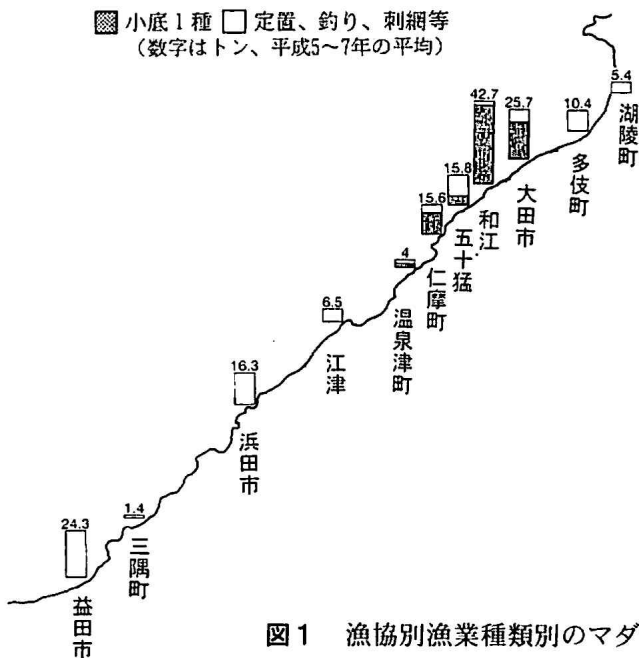 小底1種 定置、釣り、刺網等
(数字はトン、平成5~7年の平均)
5.4
湖陵町
10.4
多伎町
25.7
大田市
42.7
和江
15.8
五十猛
15.6
仁摩町
4
温泉津町
6.5
江津
16.3
浜田市
1.4
三隅町
24.3
益田市
図1 漁協別漁業種類別のマダ